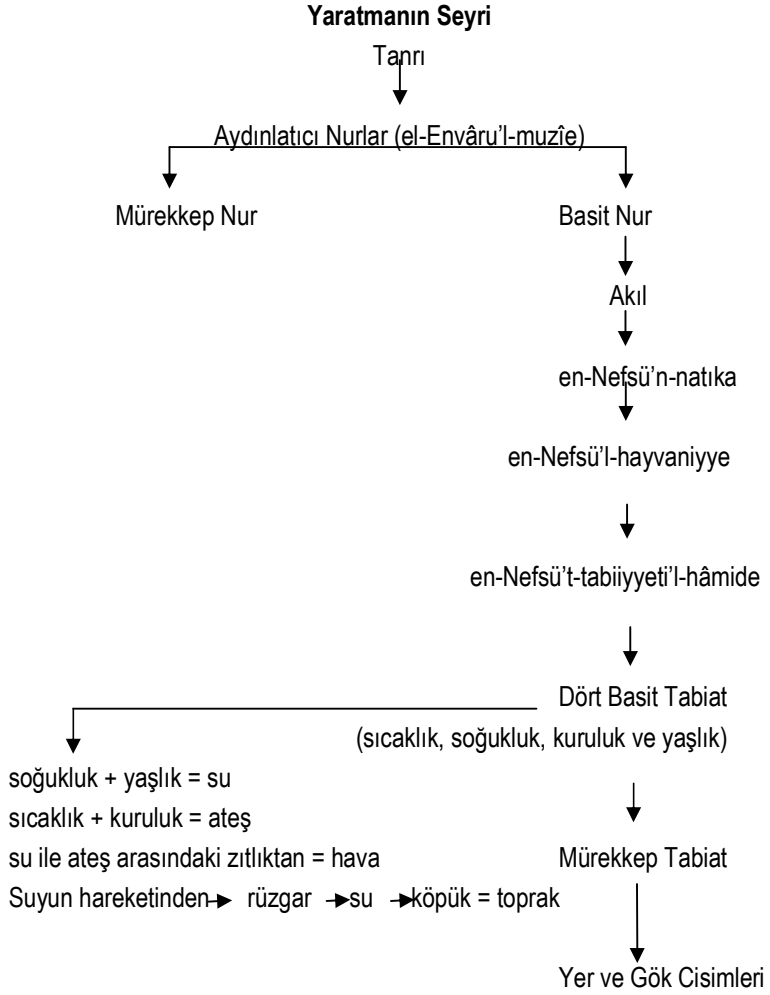 Yaratmanın Seyri
Tanrı
Aydınlatıcı Nurlar (el-Envâru’l-muzîe)
Mürekkep Nur Basit Nur
Akıl
en-Nefsü’n-natıka
en-Nefsü’l-hayvaniyye
en-Nefsü’t-tabiiyyeti’l-hâmide
Dört Basit Tabiat
(sıcaklık, soğukluk, kuruluk ve yaşlık)
soğukluk + yaşlık = su
sıcaklık + kuruluk = ateş
su ile ateş arasındaki zıtlıktan = hava Mürekkep Tabiat
Suyun hareketinden rüzgar su köpük = toprak
Yer ve Gök Cisimleri